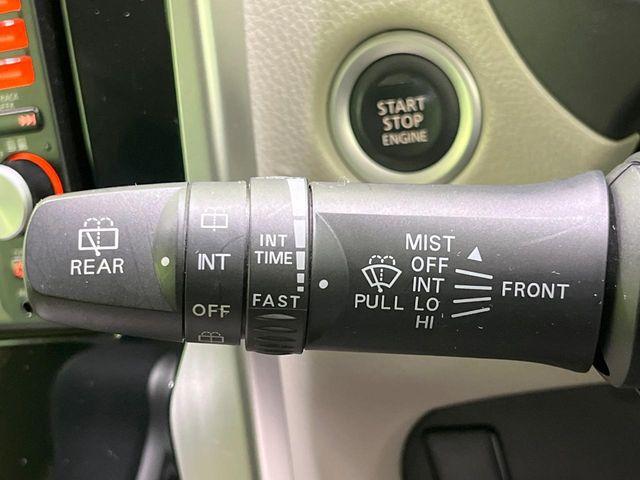 START
STOP
ENGINE
REAR
INT
OFF
INT
TIME
FAST
PULL
MIST
OFF
INT
LO
HI
FRONT